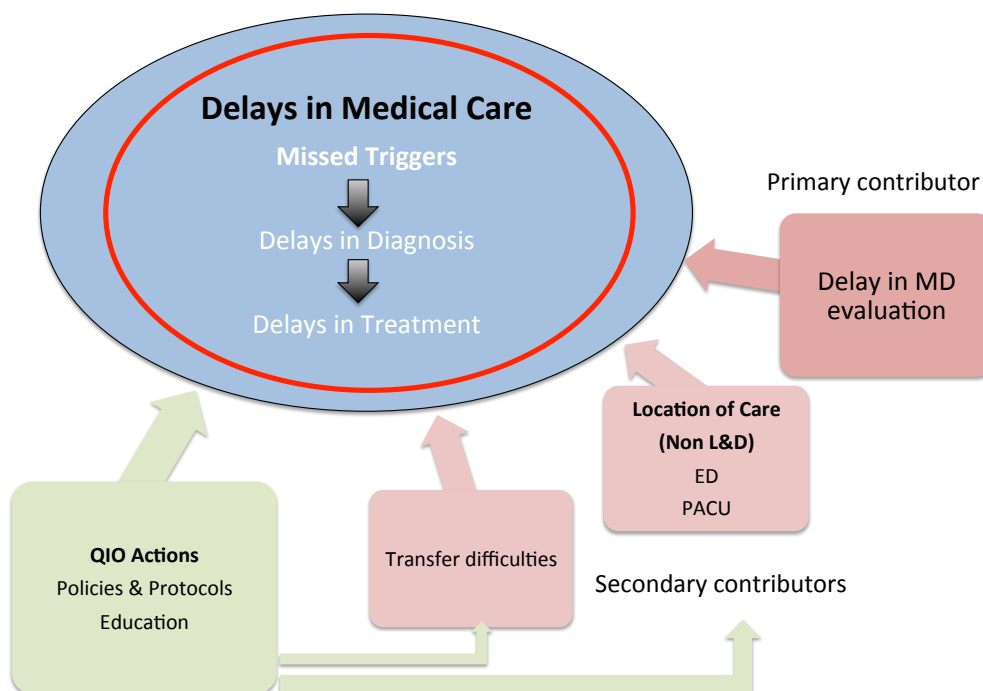 Delays in Medical Care
Missed Triggers
Delays in Diagnosis
Delays in Treatment
Primary contributor
Delay in MD
evaluation
Location of Care
(Non L&D)
ED
PACU
QIO Actions
Policies & Protocols
Education
Transfer difficulties
Secondary contributors